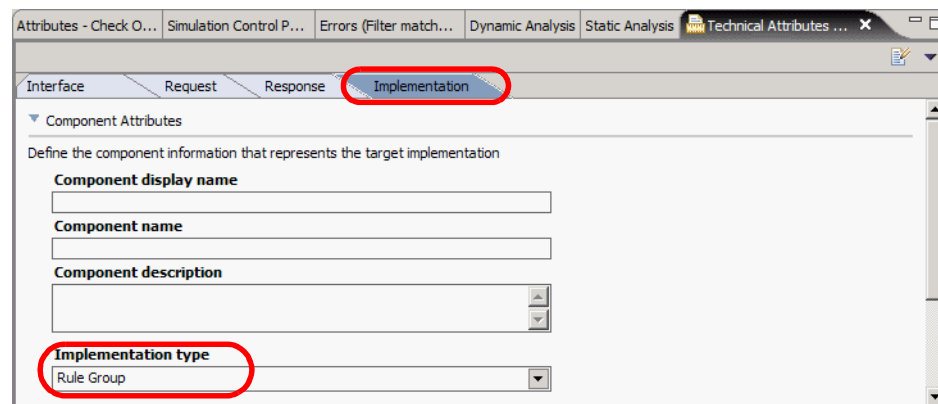 Attributes - Check O... Simulation Control P... Errors (Filter match... Dynamic Analysis Static Analysis Technical Attributes ...
Interface Request Response Implementation
Component Attributes
Define the component information that represents the target implementation
Component display name
Component name
Component description
Implementation type
Rule Group